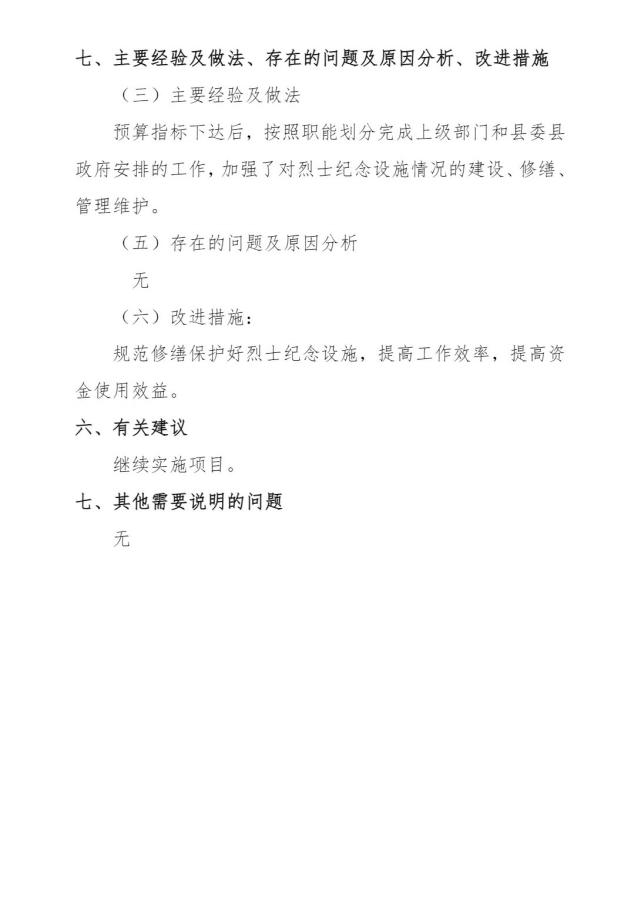 七、主要经验及做法、存在的问题及原因分析、改进措施
（三）主要经验及做法
预算指标下达后，按照职能划分完成上级部门和县委县
政府安排的工作，加强了对烈士纪念设施情况的建设、修缮、
管理维护。
（五）存在的问题及原因分析
无
（六）改进措施：
规范修缮保护好烈士纪念设施，提高工作效率，提高资
金使用效益。
六、有关建议
继续实施项目。
七、其他需要说明的问题
无